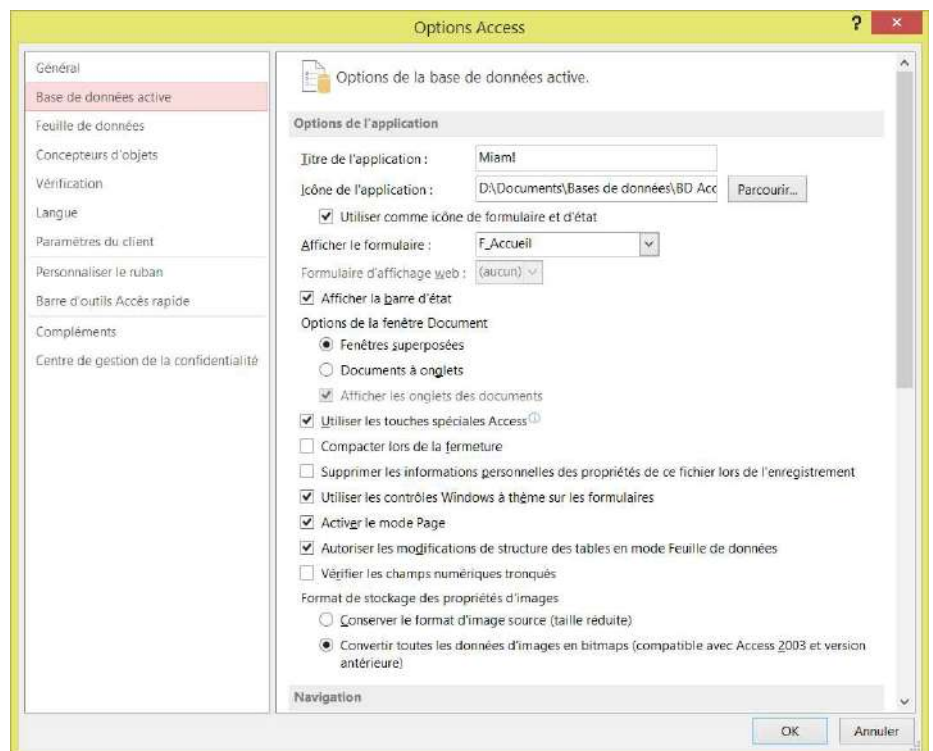 Options Access
?
Général
Base de données active
Feuille de données
Concepteurs d'objets
Vérification
Langue
Paramètres du client
Personnaliser le ruban
Barre d'outils Accès rapide
Compléments
Centre de gestion de la confidentialité
Options de la base de données active.
Options de l'application
Titre de l'application :
Miam!
Icône de l'application :
D:\Documents\Bases de données\BD Acc
Parcourir...
Utiliser comme icône de formulaire et d'état
Afficher le formulaire :
F_Accueil
Formulaire d'affichage web :
(aucun)
Afficher la barre d'état
Options de la fenêtre Document
Fenêtres superposées
Documents à onglets
Afficher les onglets des documents
Utiliser les touches spéciales Access
Compacter lors de la fermeture
Supprimer les informations personnelles des propriétés de ce fichier lors de l'enregistrement
Utiliser les contrôles Windows à thème sur les formulaires
Activer le mode Page
Autoriser les modifications de structure des tables en mode Feuille de données
Vérifier les champs numériques tronqués
Format de stockage des propriétés d'images
Conserver le format d'image source (taille réduite)
Convertir toutes les données d'images en bitmaps (compatible avec Access 2003 et version
antérieure)
Navigation
OK
Annuler